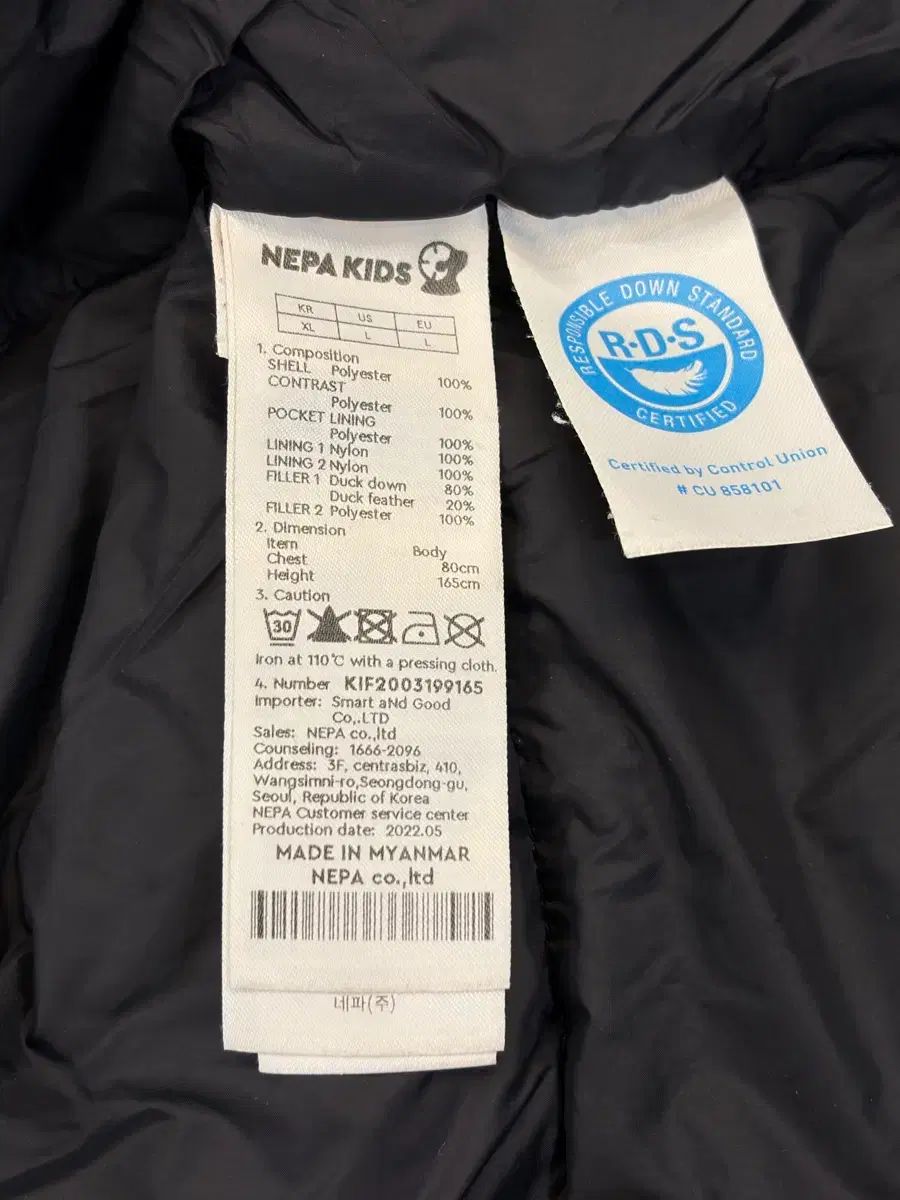 NEPA KIDS
KR US EU
XL L L
1. Composition
SHELL Polyester 100%
CONTRAST
Polyester 100%
POCKET LINING
Polyester 100%
LINING 1 Nylon 100%
LINING 2 Nylon 100%
FILLER 1 Duck down 80%
Duck feather 20%
FILLER 2 Polyester 100%
2. Dimension
Item Body
Chest 80cm
Height 165cm
3. Caution
30
Iron at 110℃ with a pressing cloth.
4. Number KIF2003199165
Importer: Smart aNd Good
Co,.LTD
Sales: NEPA co.,ltd
Counseling: 1666-2096
Address: 3F, centrasbiz, 410,
Wangsimni-ro,Seongdong-gu,
Seoul, Republic of Korea
NEPA Customer service center
Production date: 2022.05
MADE IN MYANMAR
NEPA co.,ltd
네파(주)
RESPONSIBLE DOWN STANDARD
R·D·S
CERTIFIED
Certified by Control Union
# CU 858101